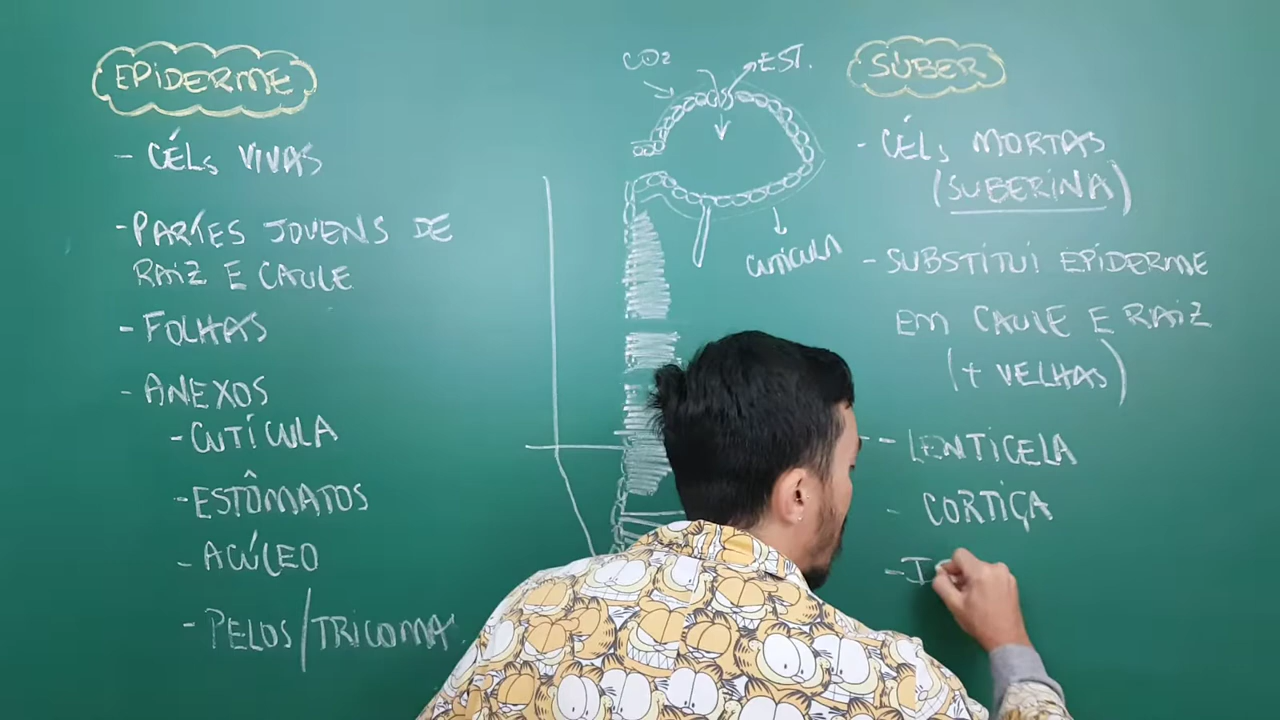 EPIDERME
- CÉLs VIVAS
- PARTES JOVENS DE
RAIZ E CAULE
- FOLHAS
- ANEXOS
- CUTÍCULA
- ESTÔMATOS
- ACÚLEO
- PELOS/TRICOMA
CO2
EST.
CUTÍCULA
SÚBER
- CÉLs MORTAS
(SUBERINA)
- SUBSTITUI EPIDERME
EM CAULE E RAIZ
(+ VELHAS)
- LENTICELA
- CORTIÇA
- I